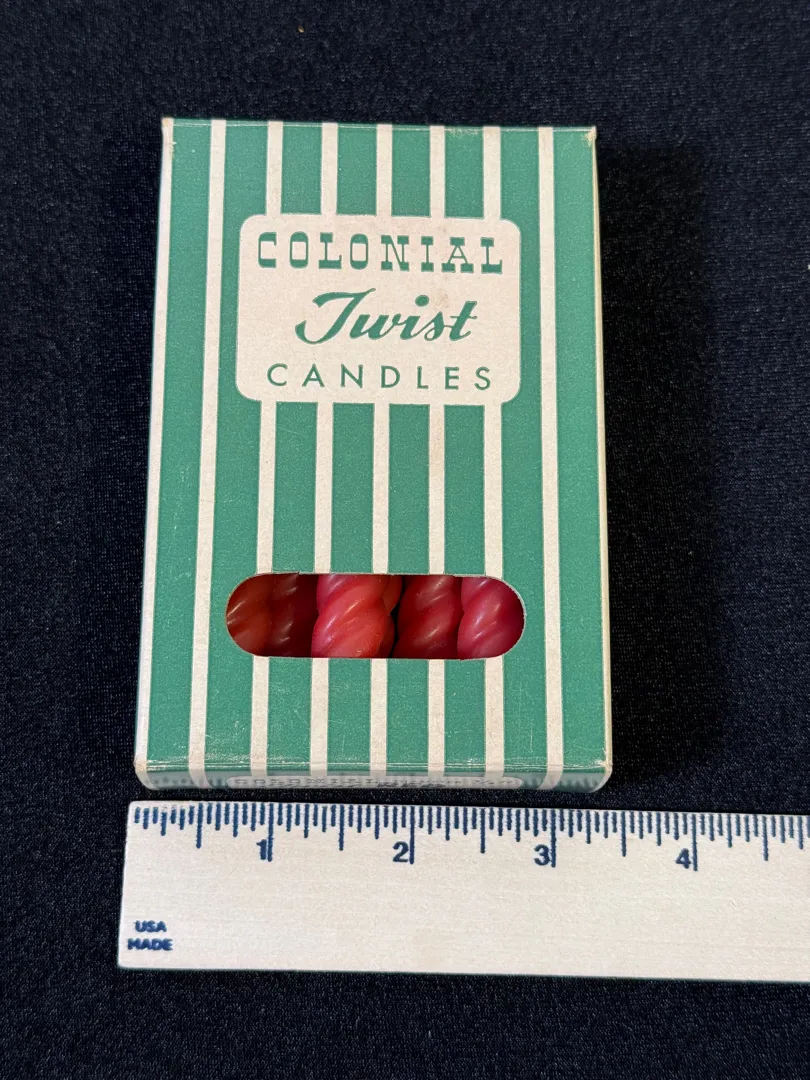 COLONIAL
Twist
CANDLES
1 2 3 4
USA
MADE